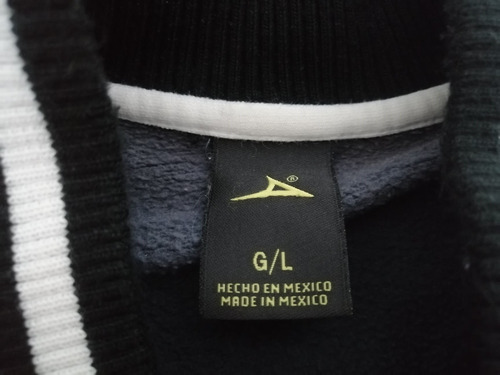 ®
G/L
HECHO EN MEXICO
MADE IN MEXICO